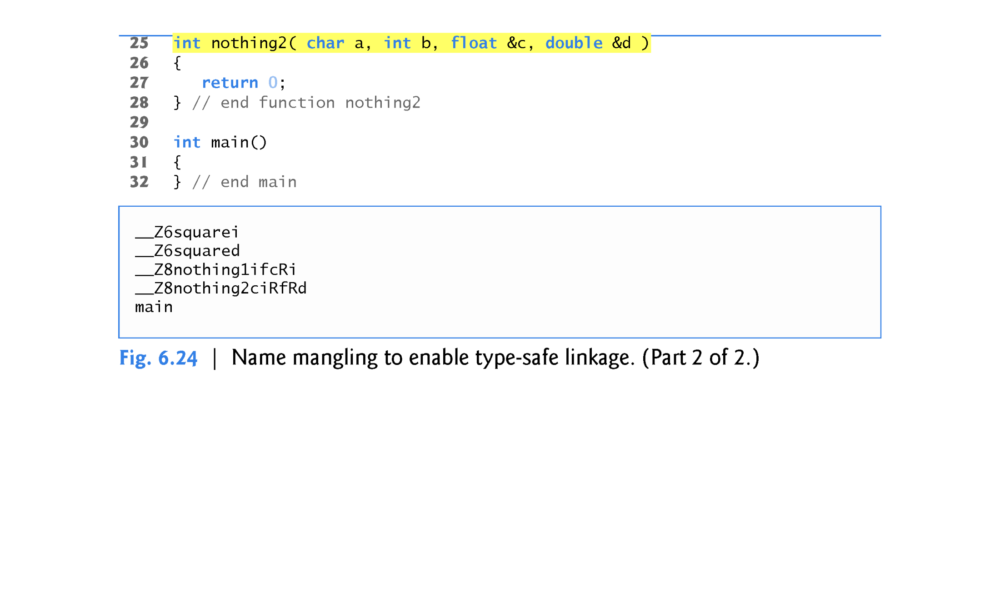 25 int nothing2( char a, int b, float &c, double &d )
26 {
27    return 0;
28 } // end function nothing2
29
30 int main()
31 {
32 } // end main
__Z6squarei
__Z6squared
__Z8nothing1ifcRi
__Z8nothing2ciRfRd
main
Fig. 6.24 | Name mangling to enable type-safe linkage. (Part 2 of 2.)